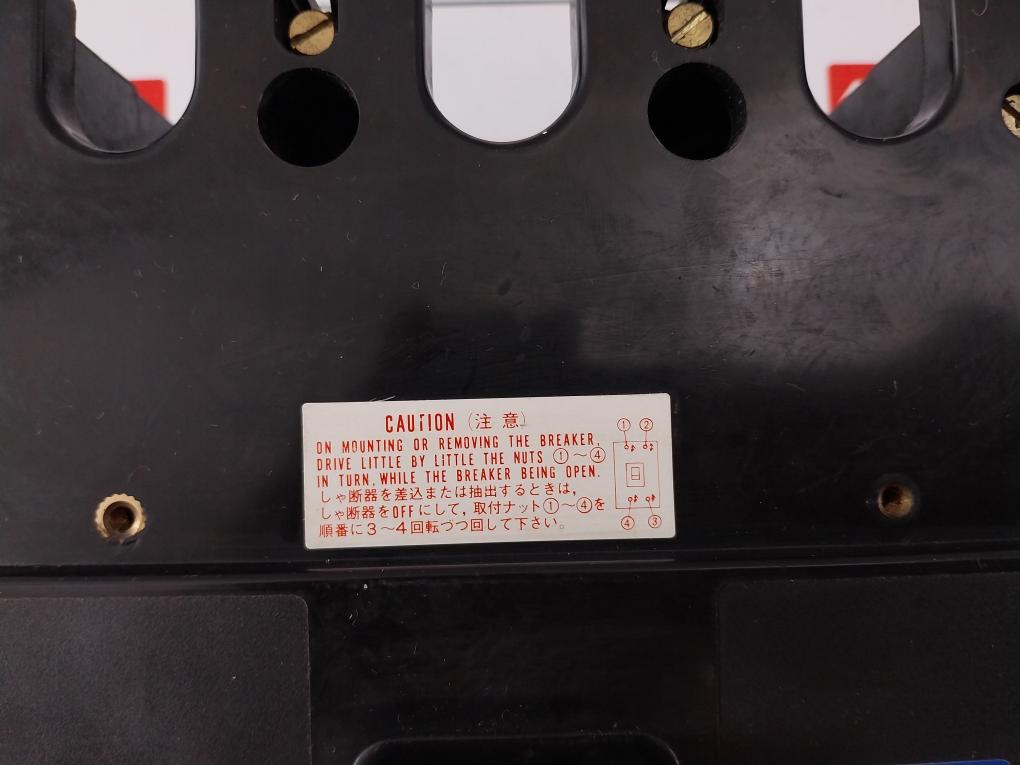 CAUTION (注意)
ON MOUNTING OR REMOVING THE BREAKER,
DRIVE LITTLE BY LITTLE THE NUTS ①~④
IN TURN, WHILE THE BREAKER BEING OPEN.
しゃ断器を差込または抽出するときは,
しゃ断器をOFFにして,取付ナット①~④を
順番に3~4回転づつ回して下さい。
① ②
④ ③